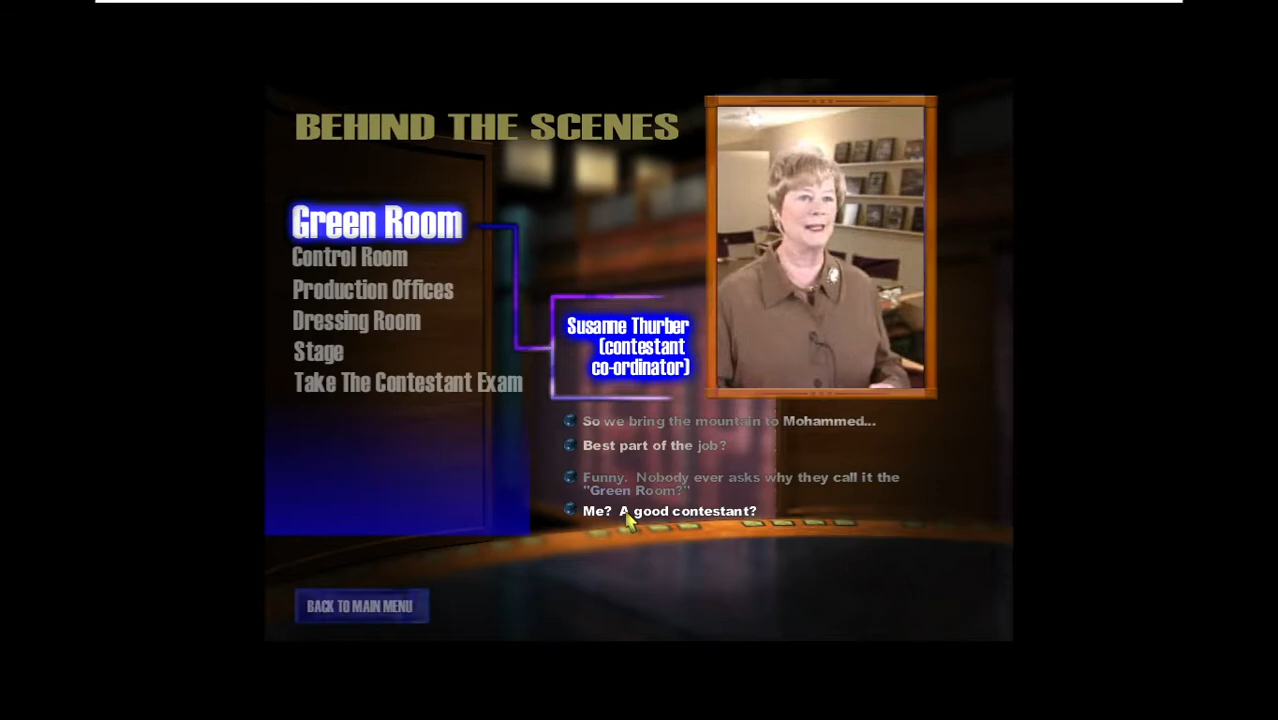 BEHIND THE SCENES
Green Room
Control Room
Production Offices
Dressing Room
Stage
Take The Contestant Exam
Susanne Thurber
(contestant
co-ordinator)
So we bring the mountain to Mohammed...
Best part of the job?
Funny. Nobody ever asks why they call it the
"Green Room?"
Me? A good contestant?
BACK TO MAIN MENU